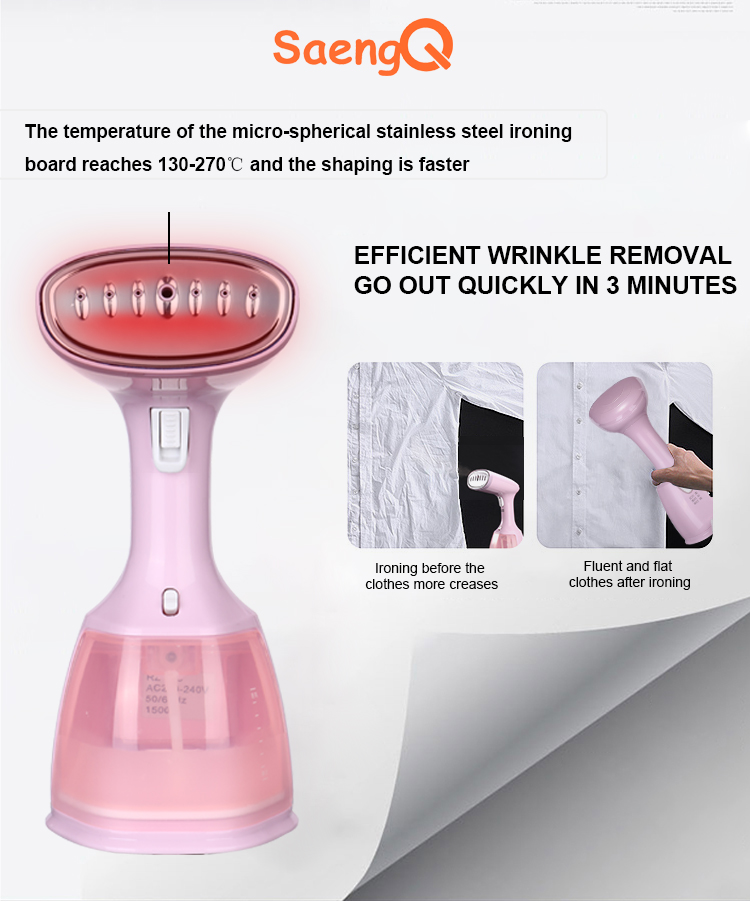 SaengQ
The temperature of the micro-spherical stainless steel ironing
board reaches 130-270℃ and the shaping is faster
EFFICIENT WRINKLE REMOVAL
GO OUT QUICKLY IN 3 MINUTES
Ironing before the
clothes more creases
Fluent and flat
clothes after ironing